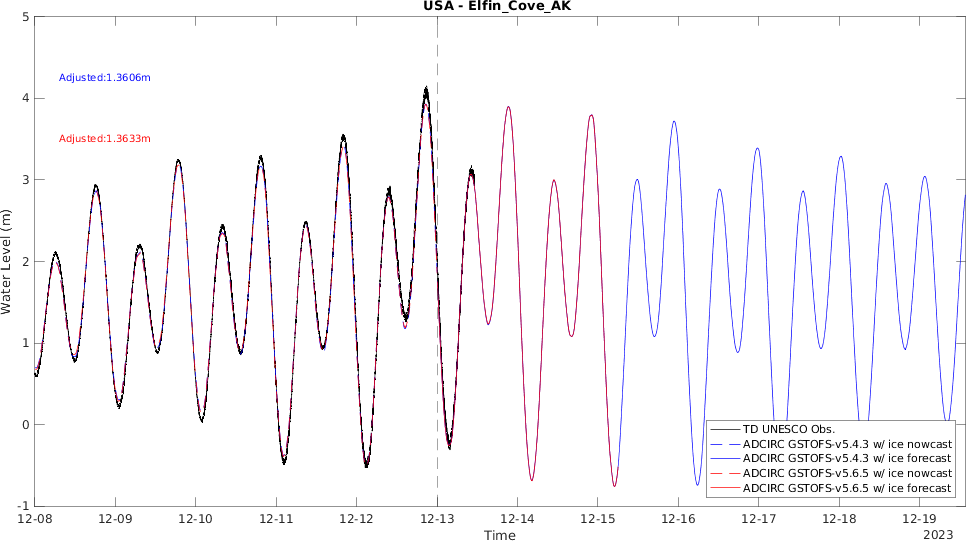 USA - Elfin_Cove_AK
5
4
3
2
1
0
-1
Water Level (m)
Adjusted:1.3606m
Adjusted:1.3633m
TD UNESCO Obs.
ADCIRC GSTOFS-v5.4.3 w/ ice nowcast
ADCIRC GSTOFS-v5.4.3 w/ ice forecast
ADCIRC GSTOFS-v5.6.5 w/ ice nowcast
ADCIRC GSTOFS-v5.6.5 w/ ice forecast
12-08 12-09 12-10 12-11 12-12 12-13 12-14 12-15 12-16 12-17 12-18 12-19
Time
2023